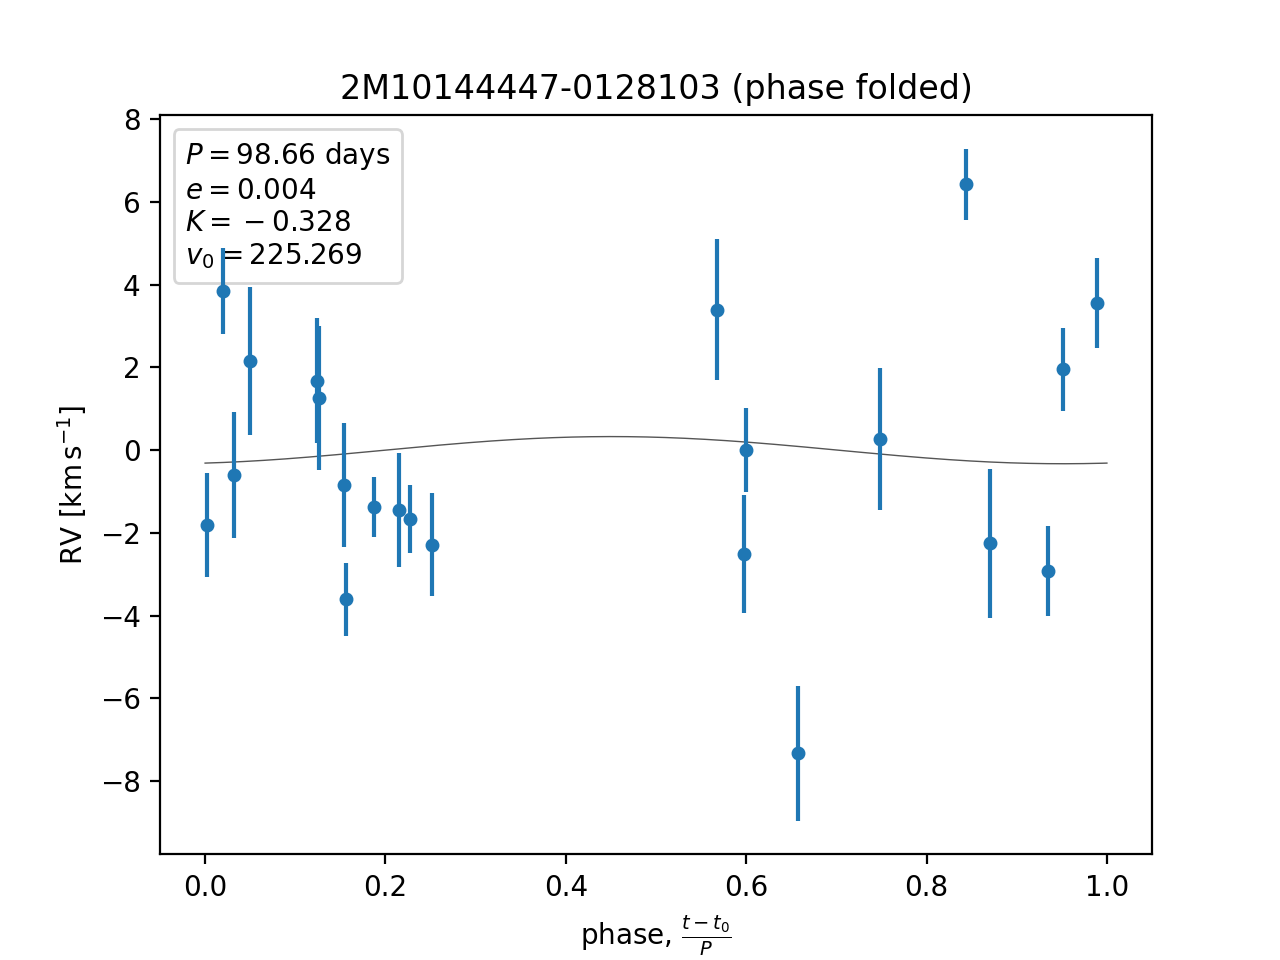 2M10144447-0128103 (phase folded)
P = 98.66 days
e = 0.004
K = −0.328
v₀ = 225.269
8
6
4
2
0
−2
−4
−6
−8
RV [km s⁻¹]
0.0 0.2 0.4 0.6 0.8 1.0
phase, (t − t₀)/P